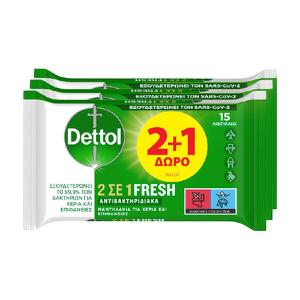 ΕΞΟΥΔΕΤΕΡΩΝΕΙ ΤΟΝ SARS-CoV-2
Dettol
15
ΜΑΝΤΗΛΑΚΙΑ
2+1
ΔΩΡΟ
2 ΣΕ 1 FRESH
ΑΝΤΙΒΑΚΤΗΡΙΔΙΑΚΑ
ΜΑΝΤΗΛΑΚΙΑ ΓΙΑ ΧΕΡΙΑ ΚΑΙ
ΕΠΙΦΑΝΕΙΕΣ
ΕΞΟΥΔΕΤΕΡΩΝΕΙ
ΤΟ 99,9% ΤΩΝ
ΒΑΚΤΗΡΙΩΝ ΓΙΑ
ΧΕΡΙΑ ΚΑΙ
ΕΠΙΦΑΝΕΙΕΣ